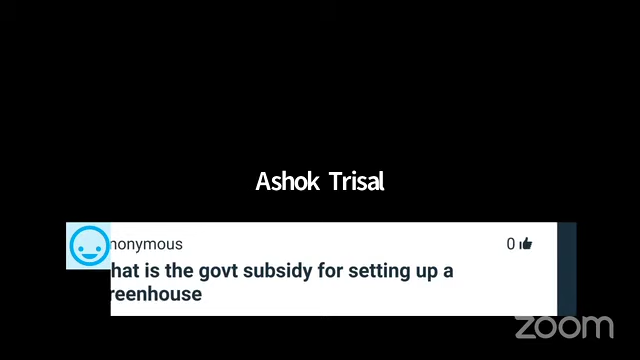 Ashok Trisal
nonymous
0
hat is the govt subsidy for setting up a
reenhouse
zoom